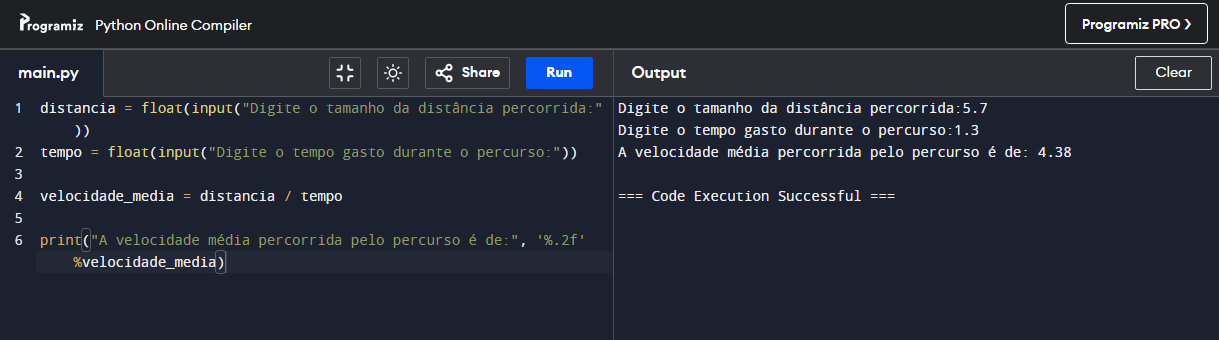 Programiz Python Online Compiler
Programiz PRO >
main.py
Share
Run
Output
Clear
1 distancia = float(input("Digite o tamanho da distância percorrida:"
))
2 tempo = float(input("Digite o tempo gasto durante o percurso:"))
3
4 velocidade_media = distancia / tempo
5
6 print("A velocidade média percorrida pelo percurso é de:", '%.2f'
%velocidade_media)
Digite o tamanho da distância percorrida:5.7
Digite o tempo gasto durante o percurso:1.3
A velocidade média percorrida pelo percurso é de: 4.38
=== Code Execution Successful ===